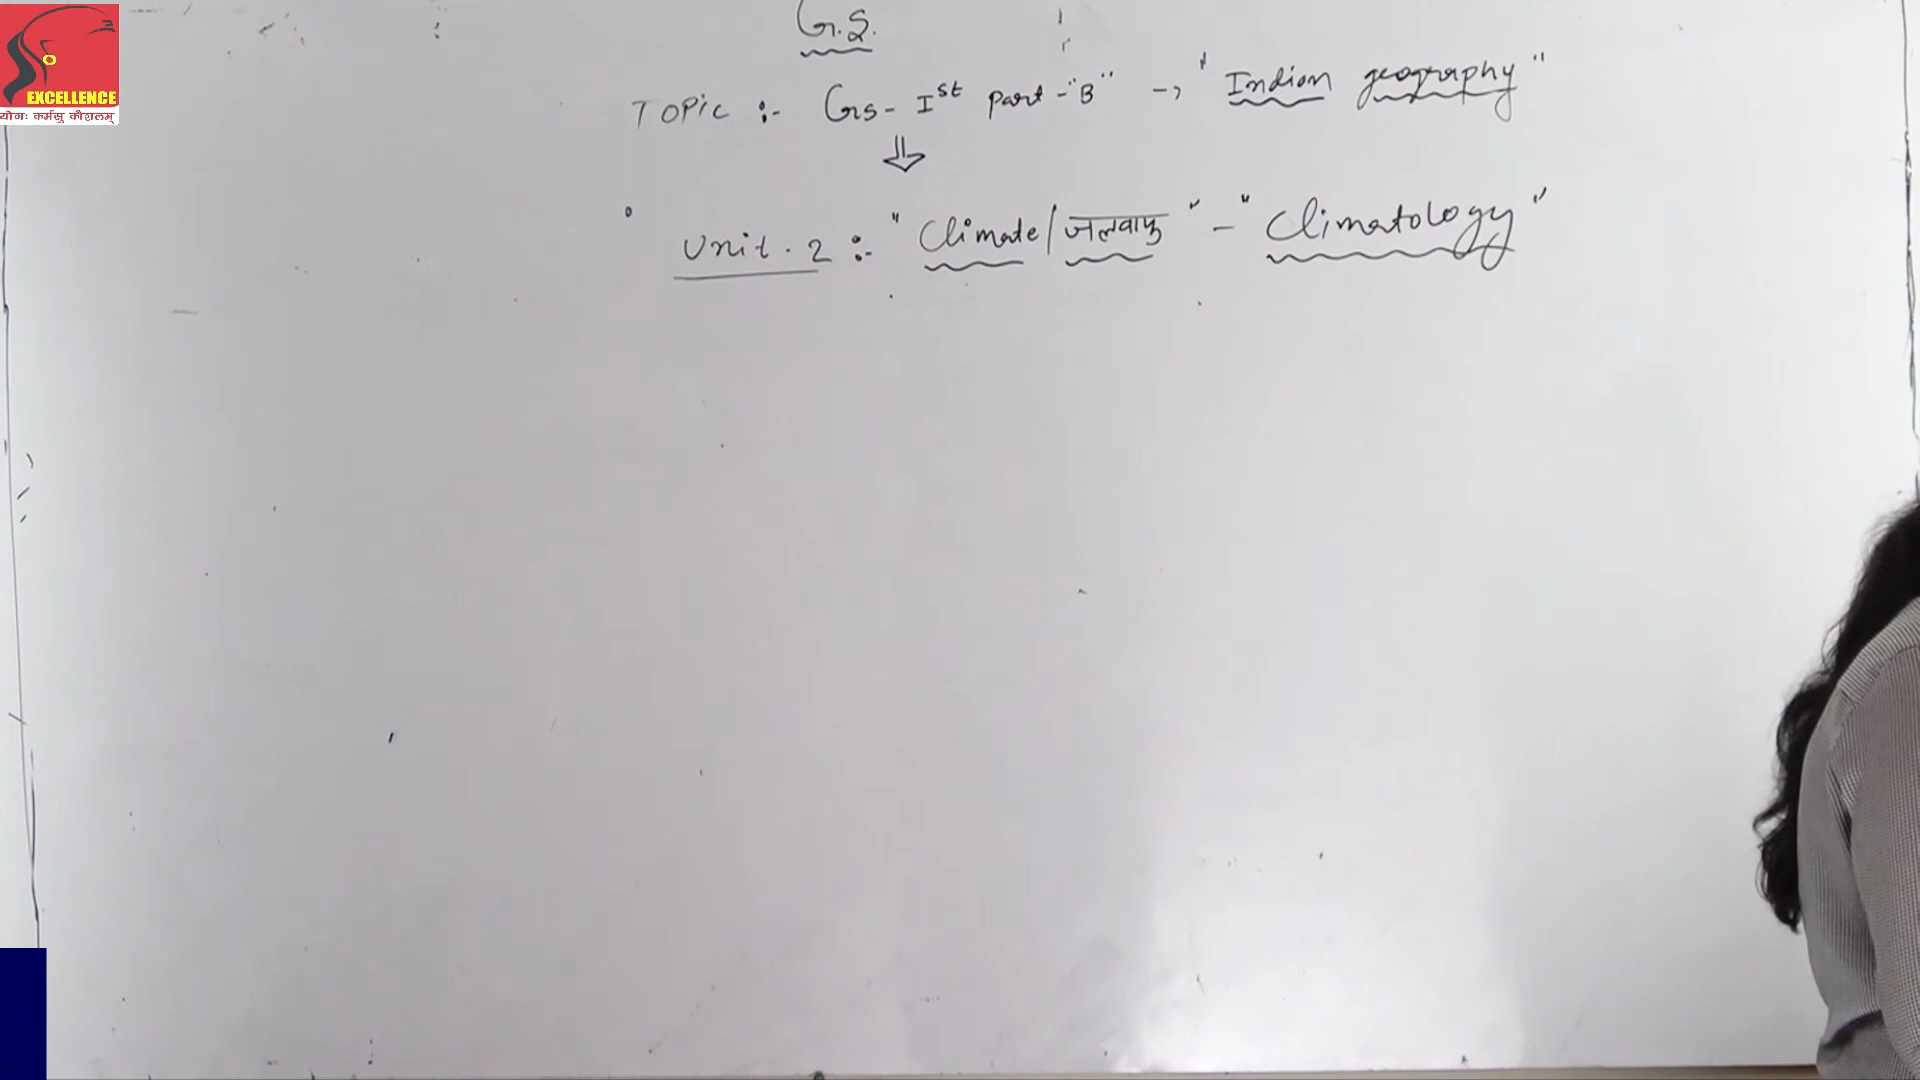 EXCELLENCE
योगः कर्मसु कौशलम्
G.S.
TOPIC :- GS- Ist part-"B" -> "Indian geography"
Unit-2 :- "Climate/जलवायु" - "Climatology"